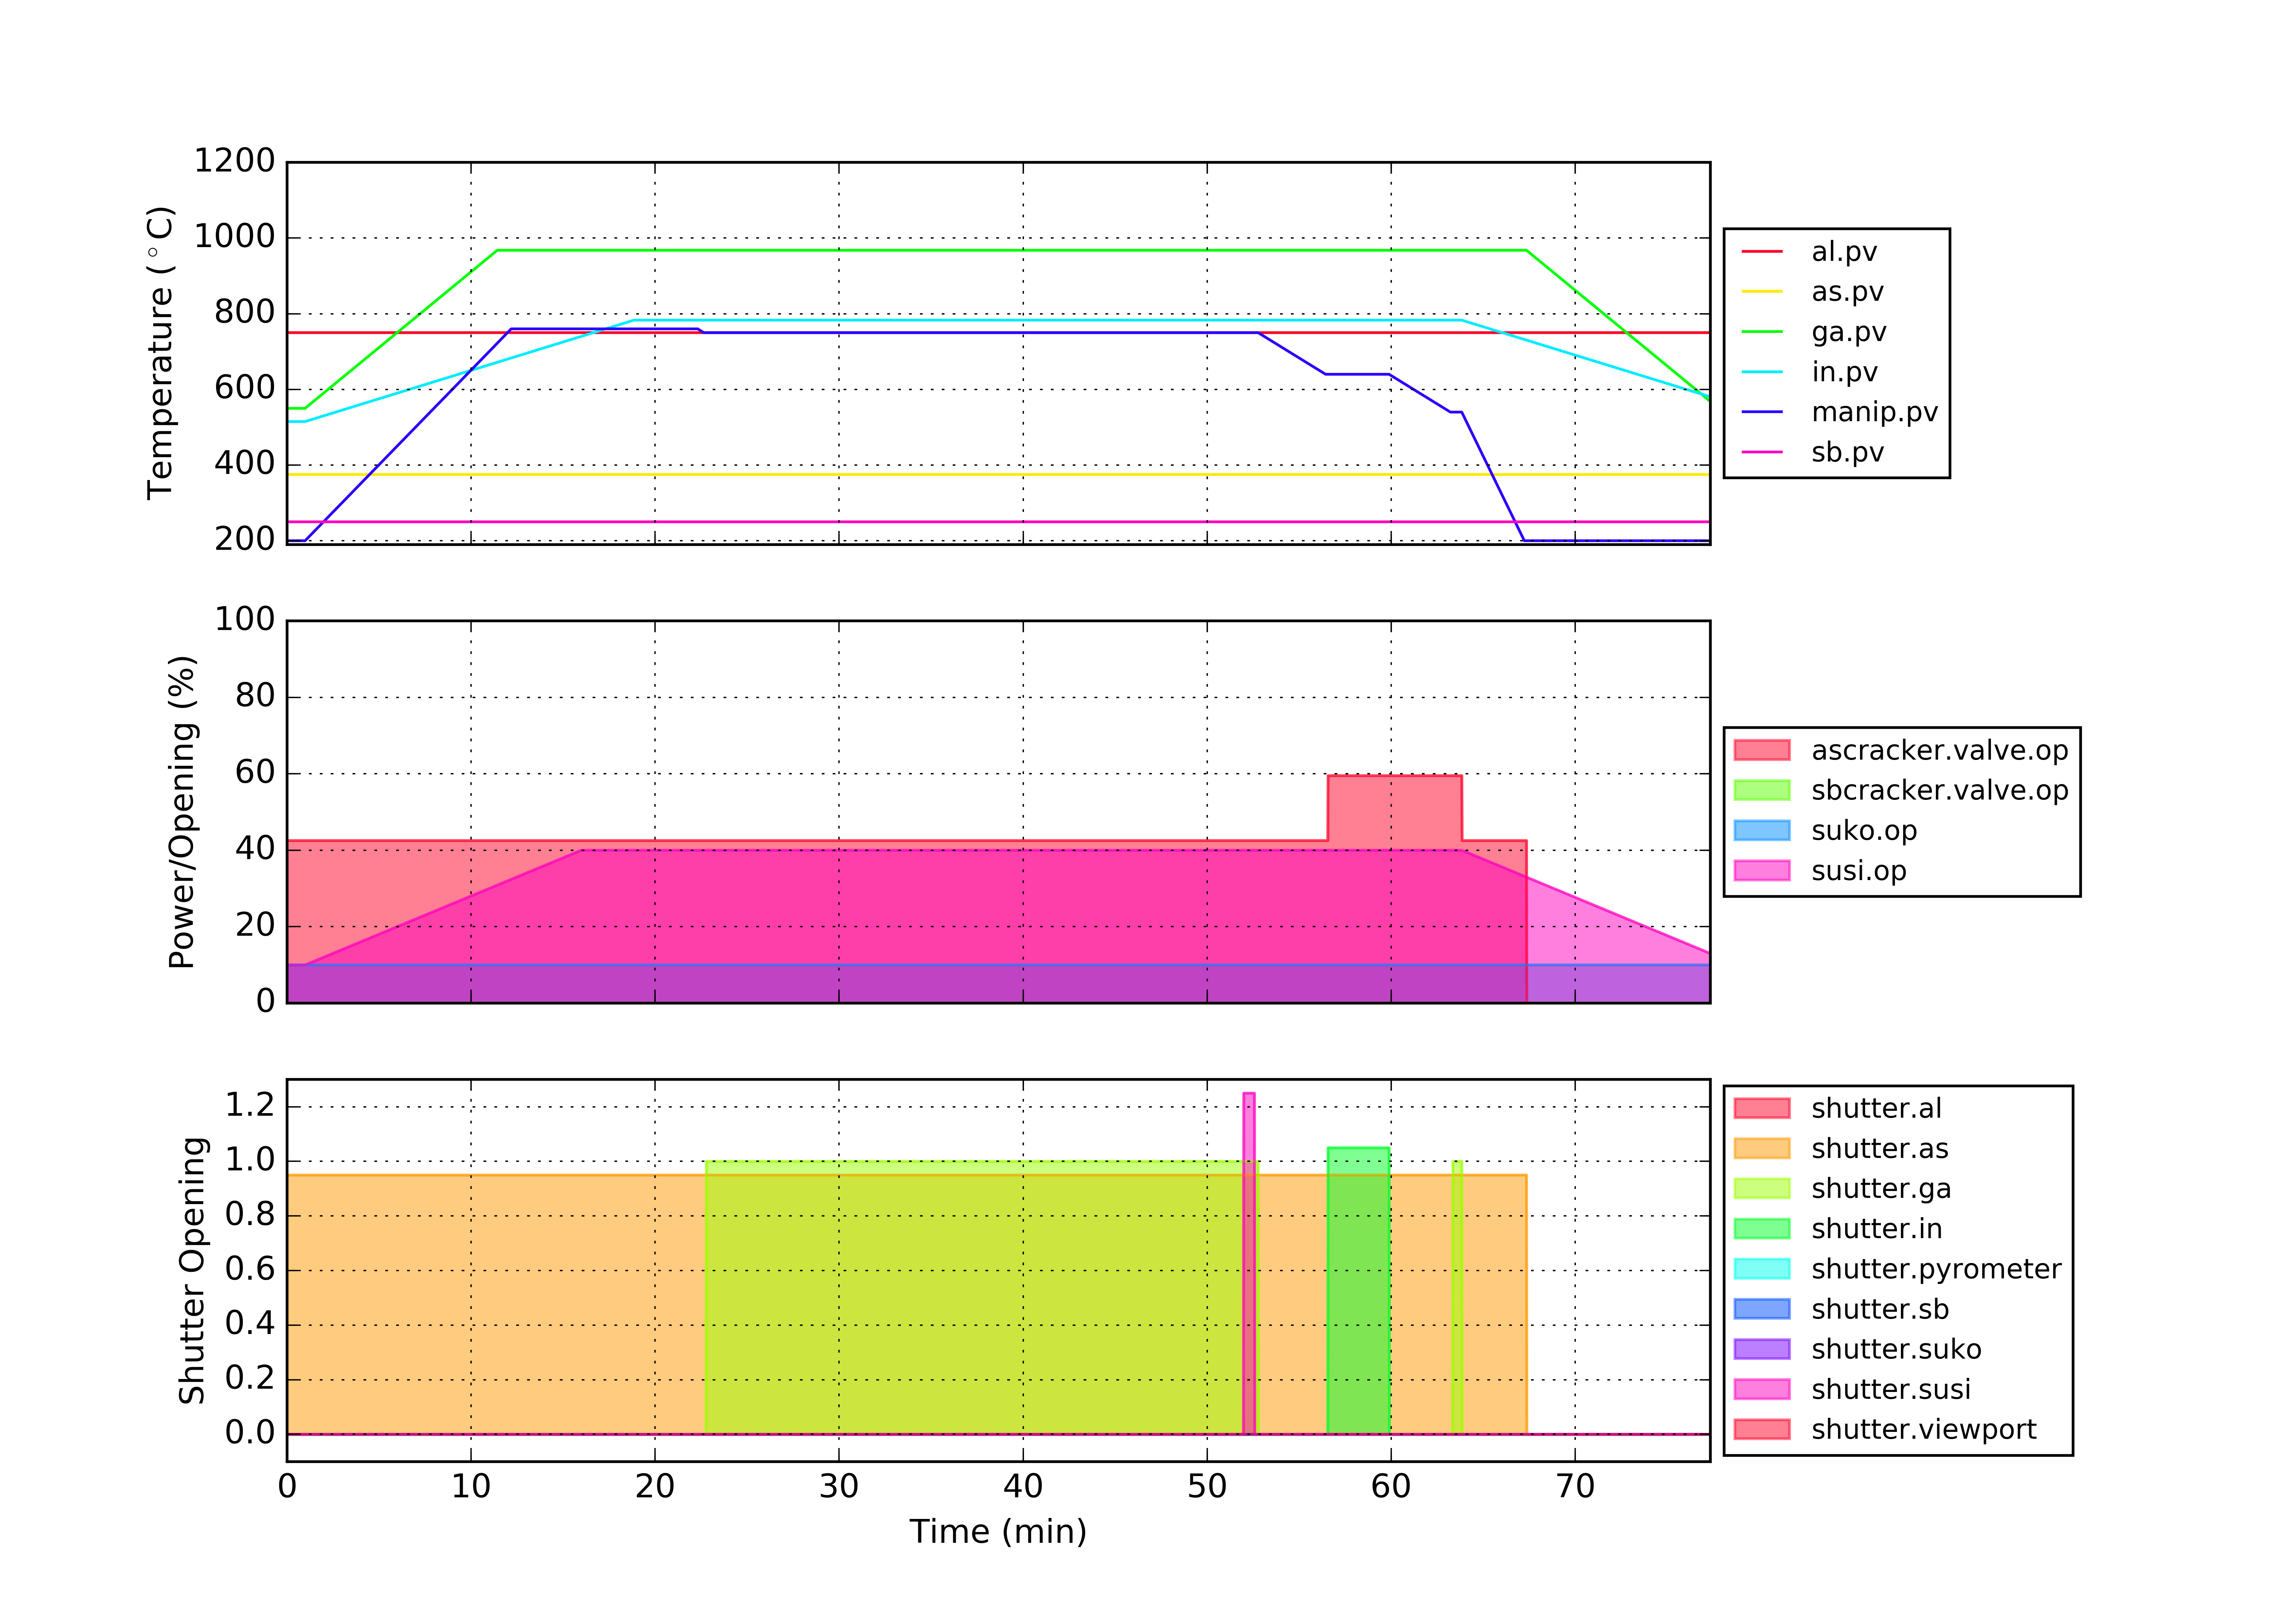 1200
1000
800
600
400
200
Temperature (°C)
al.pv
as.pv
ga.pv
in.pv
manip.pv
sb.pv
100
80
60
40
20
0
Power/Opening (%)
ascracker.valve.op
sbcracker.valve.op
suko.op
susi.op
1.2
1.0
0.8
0.6
0.4
0.2
0.0
Shutter Opening
shutter.al
shutter.as
shutter.ga
shutter.in
shutter.pyrometer
shutter.sb
shutter.suko
shutter.susi
shutter.viewport
0 10 20 30 40 50 60 70
Time (min)